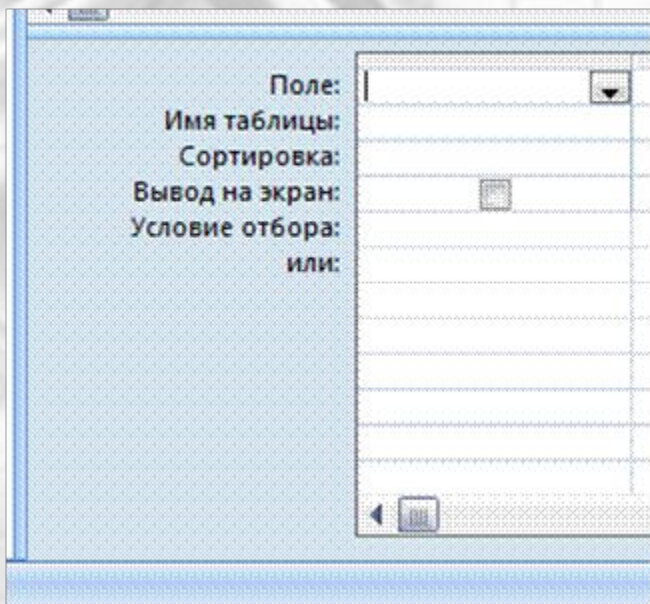 Поле:
Имя таблицы:
Сортировка:
Вывод на экран:
Условие отбора:
или: